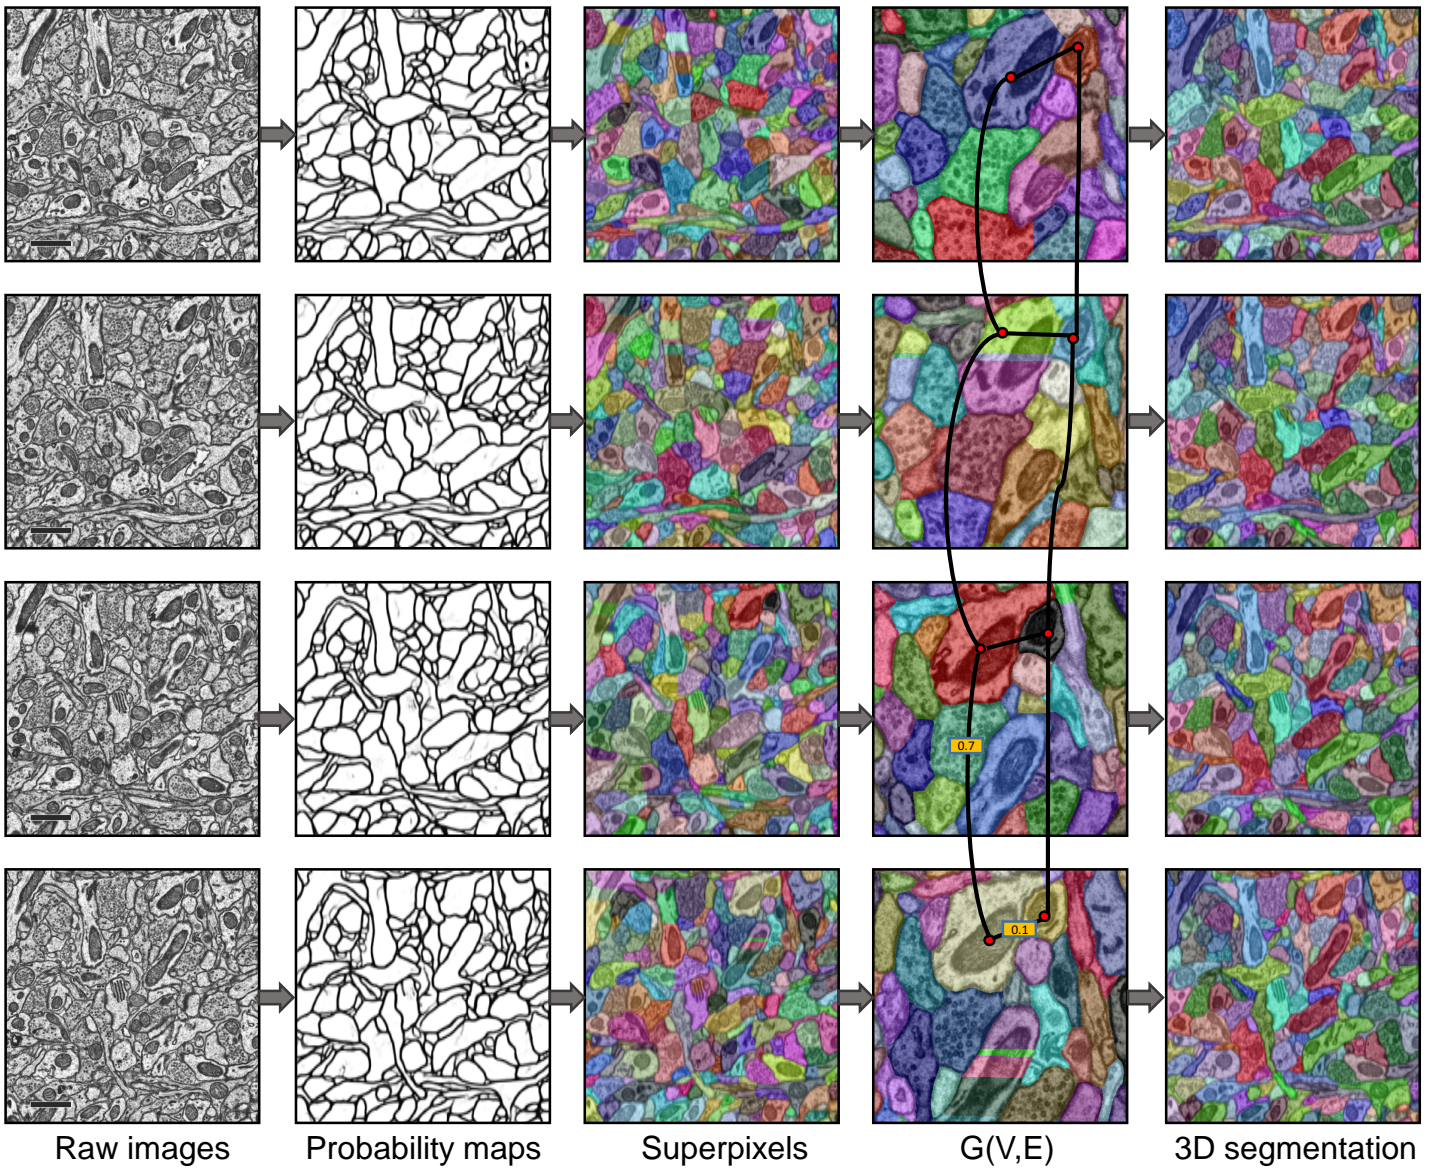 0.7
0.1
Raw images
Probability maps
Superpixels
G(V,E)
3D segmentation